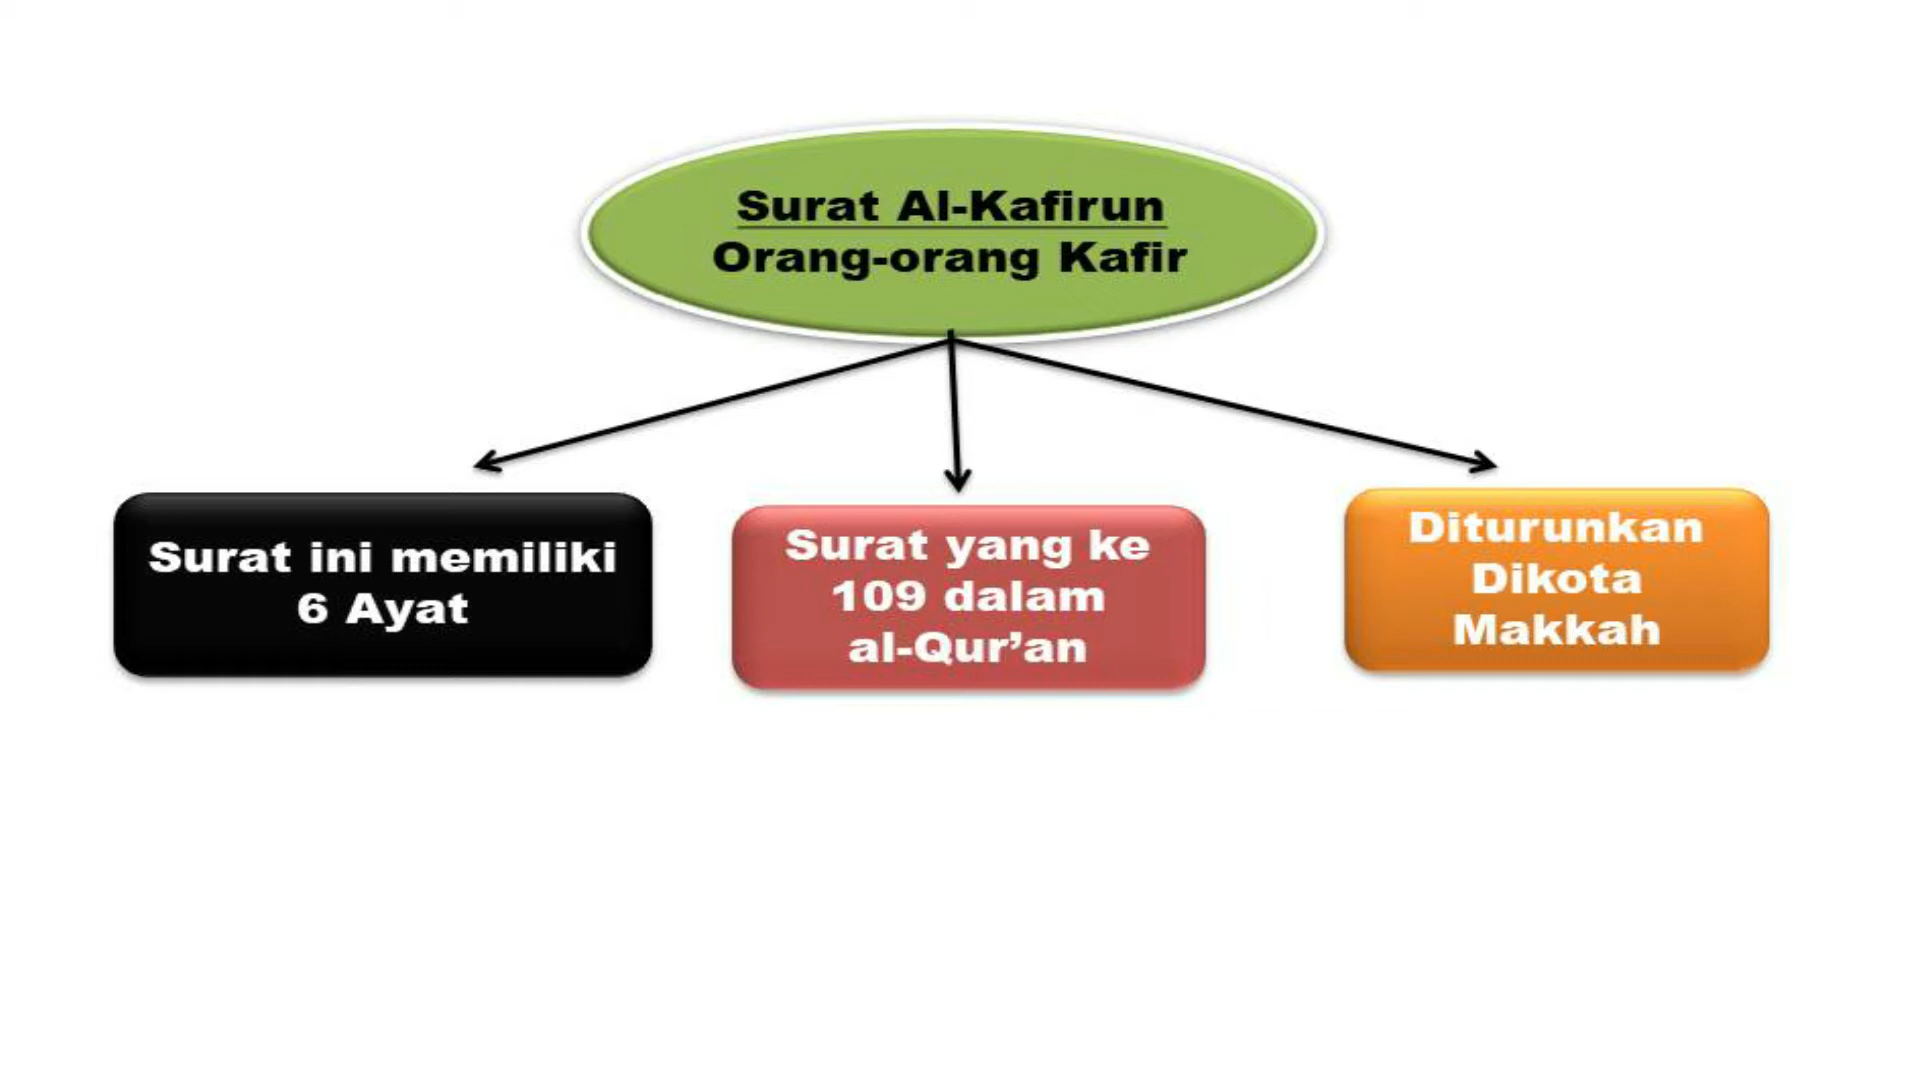 Surat Al-Kafirun
Orang-orang Kafir
Surat ini memiliki
6 Ayat
Surat yang ke
109 dalam
al-Qur’an
Diturunkan
Dikota
Makkah